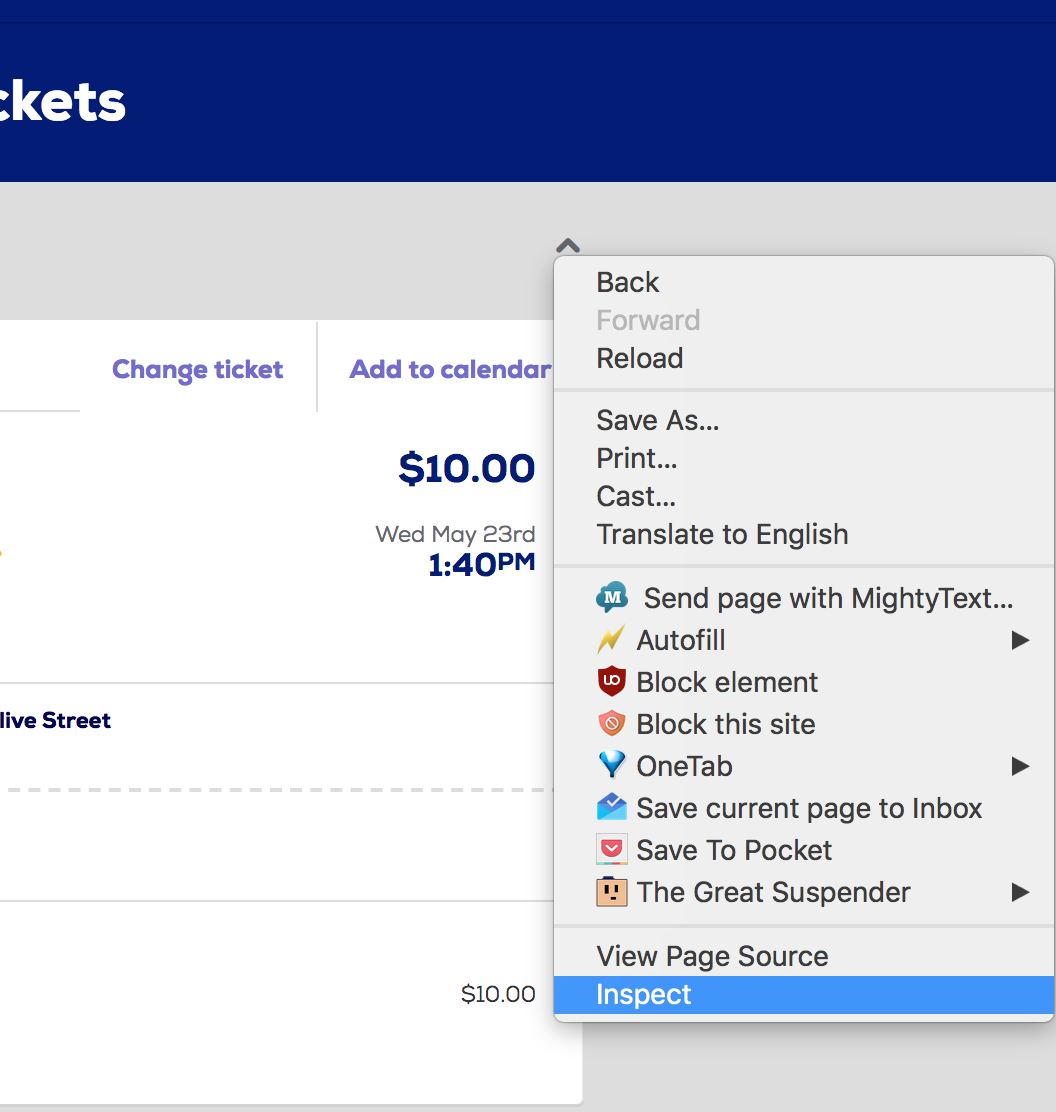 ckets
Change ticket
Add to calendar
$10.00
Wed May 23rd
1:40PM
live Street
$10.00
Back
Forward
Reload
Save As...
Print...
Cast...
Translate to English
M Send page with MightyText...
Autofill
uo Block element
Block this site
OneTab
Save current page to Inbox
Save To Pocket
The Great Suspender
View Page Source
Inspect